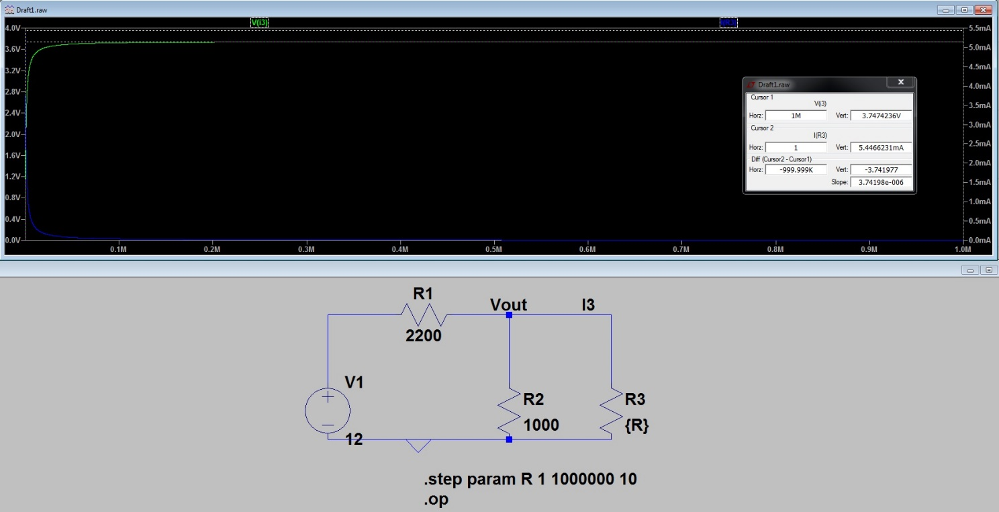 Draft1.raw
V(i3)
I(R3)
4.0V
3.6V
3.2V
2.8V
2.4V
2.0V
1.6V
1.2V
0.8V
0.4V
0.0V
5.5mA
5.0mA
4.5mA
4.0mA
3.5mA
3.0mA
2.5mA
2.0mA
1.5mA
1.0mA
0.5mA
0.0mA
0.1M 0.2M 0.3M 0.4M 0.5M 0.6M 0.7M 0.8M 0.9M 1.0M
Draft1.raw
Cursor 1
V(i3)
Horz: 1M Vert: 3.7474236V
Cursor 2
I(R3)
Horz: 1 Vert: 5.4466231mA
Diff (Cursor2 - Cursor1)
Horz: -999.999K Vert: -3.741977
Slope: 3.74198e-006
R1
2200
Vout
I3
V1
12
R2
1000
R3
{R}
.step param R 1 1000000 10
.op